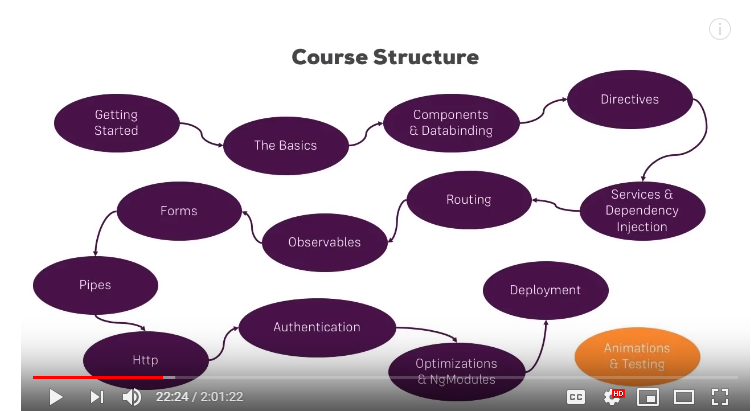 Course Structure
Getting
Started
The Basics
Components
& Databinding
Directives
Services &
Dependency
Injection
Routing
Observables
Forms
Pipes
Http
Authentication
Optimizations
& NgModules
Deployment
Animations
& Testing
22:24 / 2:01:22
CC
HD